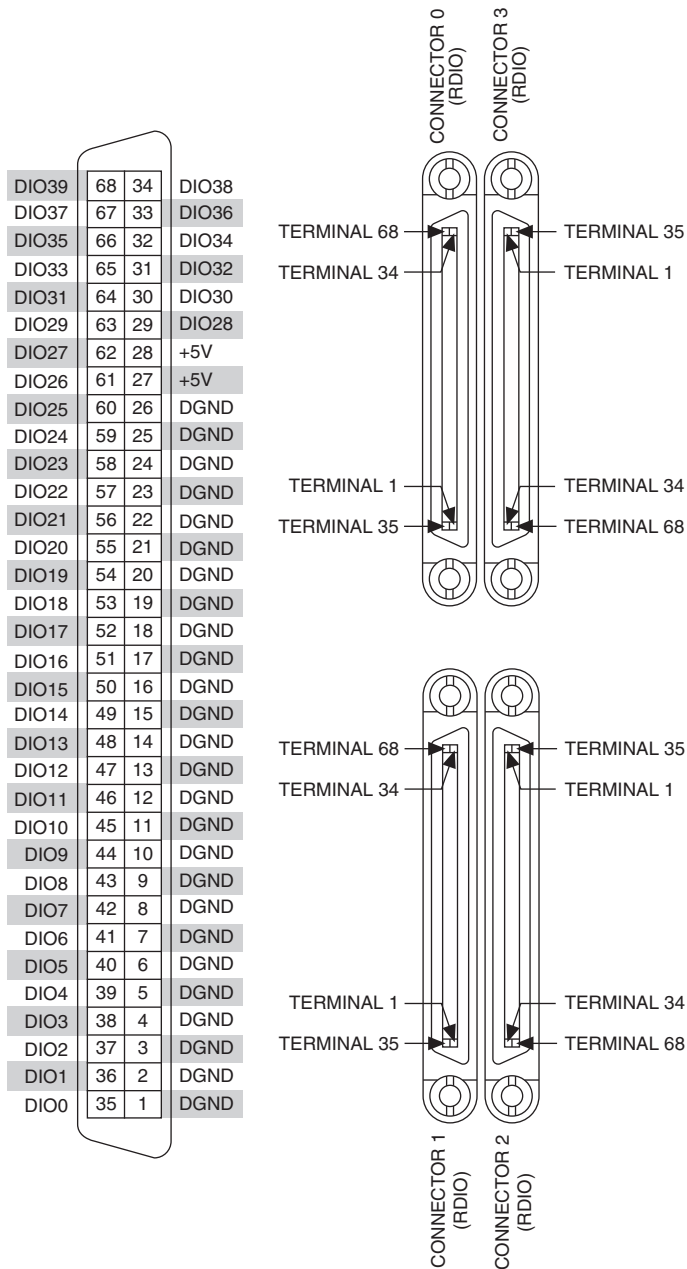 DIO39 68 34 DIO38
DIO37 67 33 DIO36
DIO35 66 32 DIO34
DIO33 65 31 DIO32
DIO31 64 30 DIO30
DIO29 63 29 DIO28
DIO27 62 28 +5V
DIO26 61 27 +5V
DIO25 60 26 DGND
DIO24 59 25 DGND
DIO23 58 24 DGND
DIO22 57 23 DGND
DIO21 56 22 DGND
DIO20 55 21 DGND
DIO19 54 20 DGND
DIO18 53 19 DGND
DIO17 52 18 DGND
DIO16 51 17 DGND
DIO15 50 16 DGND
DIO14 49 15 DGND
DIO13 48 14 DGND
DIO12 47 13 DGND
DIO11 46 12 DGND
DIO10 45 11 DGND
DIO9 44 10 DGND
DIO8 43 9 DGND
DIO7 42 8 DGND
DIO6 41 7 DGND
DIO5 40 6 DGND
DIO4 39 5 DGND
DIO3 38 4 DGND
DIO2 37 3 DGND
DIO1 36 2 DGND
DIO0 35 1 DGND
CONNECTOR 0
(RDIO)
CONNECTOR 3
(RDIO)
TERMINAL 68
TERMINAL 34
TERMINAL 35
TERMINAL 1
TERMINAL 1
TERMINAL 35
TERMINAL 34
TERMINAL 68
TERMINAL 68
TERMINAL 34
TERMINAL 35
TERMINAL 1
TERMINAL 1
TERMINAL 35
TERMINAL 34
TERMINAL 68
CONNECTOR 1
(RDIO)
CONNECTOR 2
(RDIO)